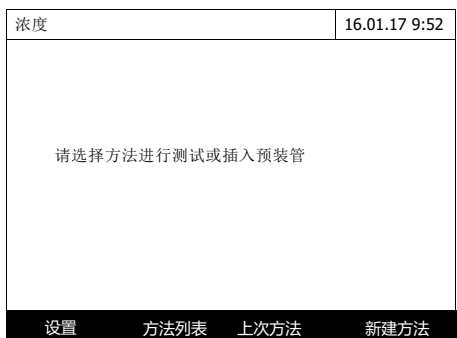 浓度 16.01.17 9:52
请选择方法进行测试或插入预装管
设置 方法列表 上次方法 新建方法